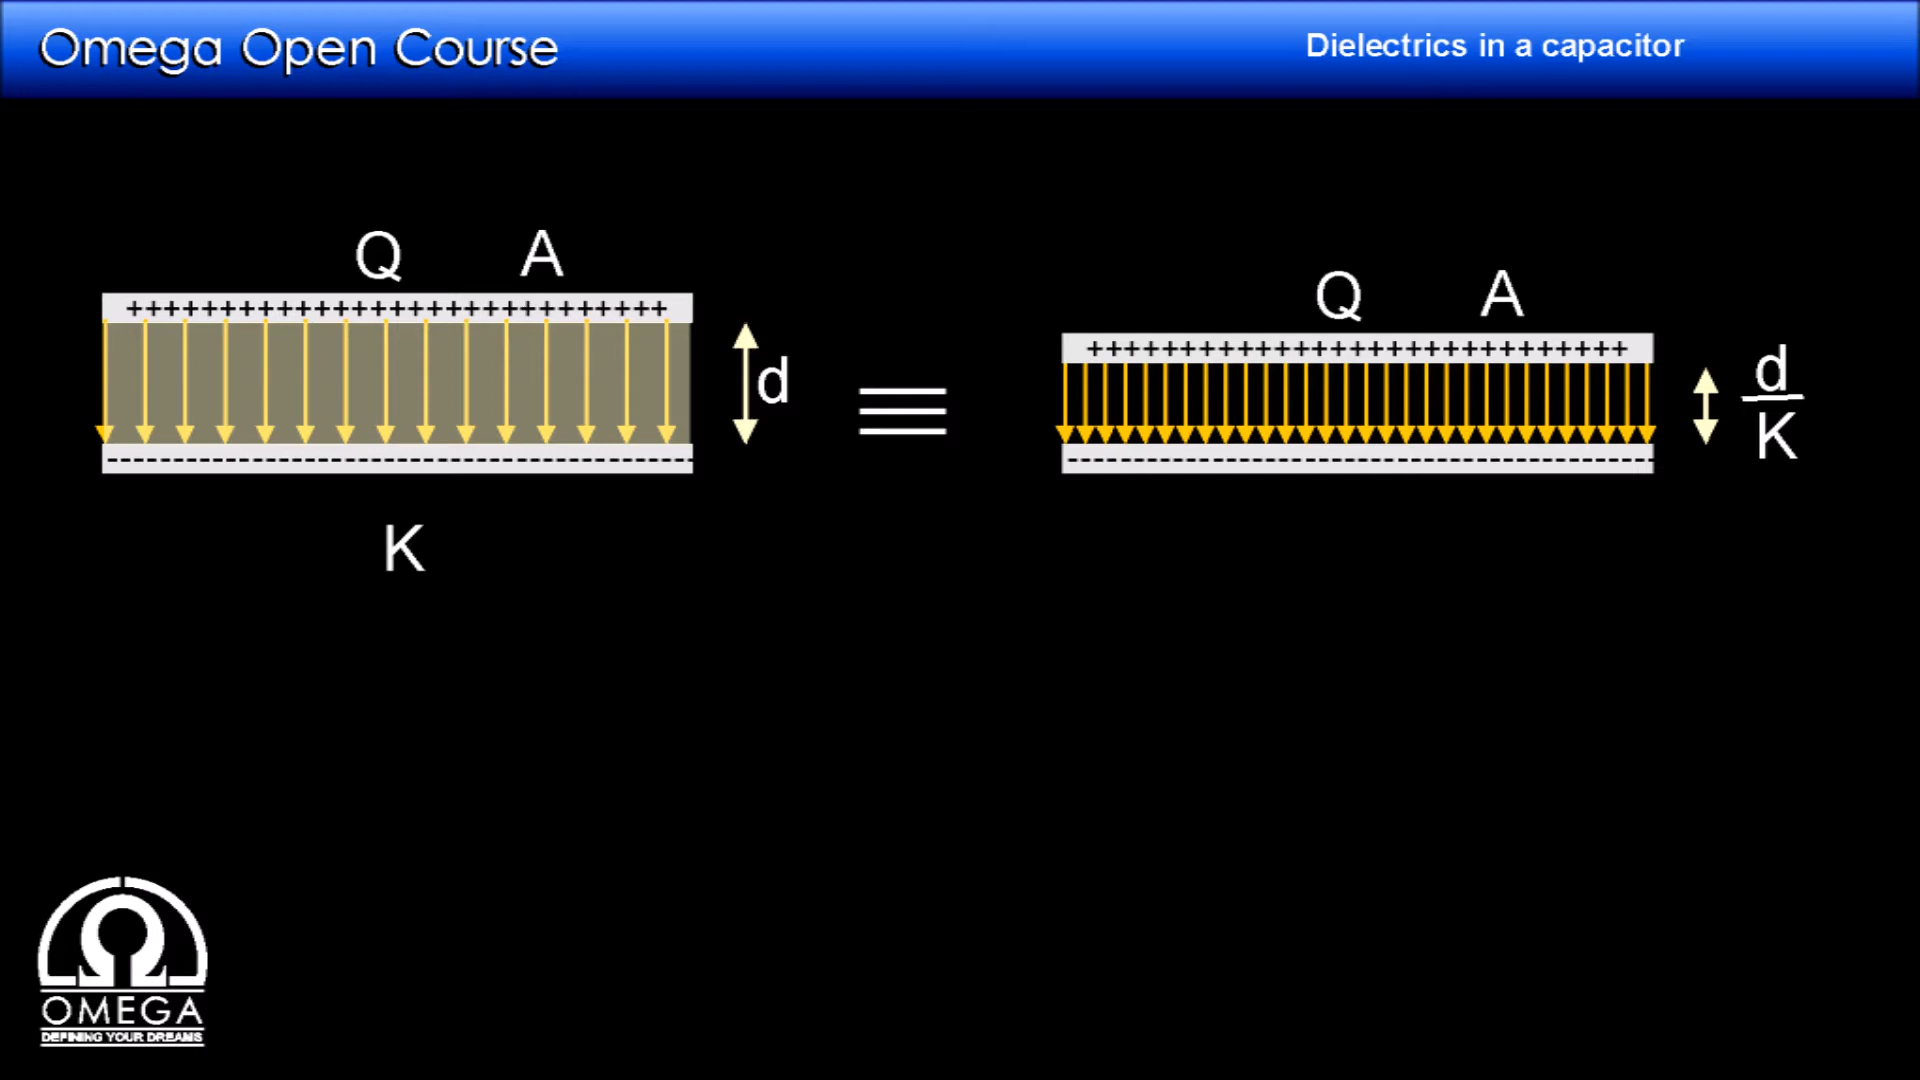 Omega Open Course
Dielectrics in a capacitor
Q A
+++++++++++++++++++++++++++++
d
------------------------------
K
≡
Q A
+++++++++++++++++++++++++++++
d
K
------------------------------
OMEGA
DEFINING YOUR DREAMS